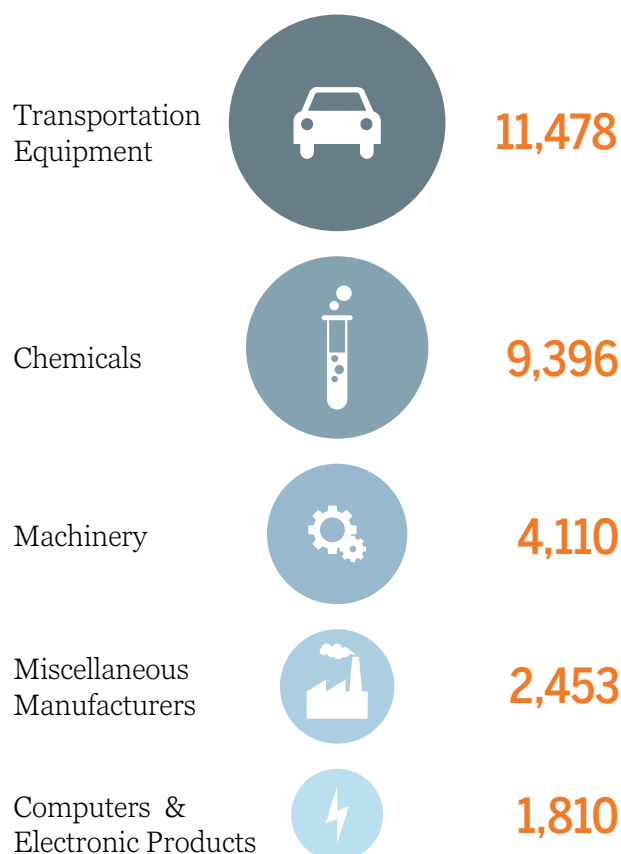 Transportation
Equipment
11,478
Chemicals
9,396
Machinery
4,110
Miscellaneous
Manufacturers
2,453
Computers &
Electronic Products
1,810